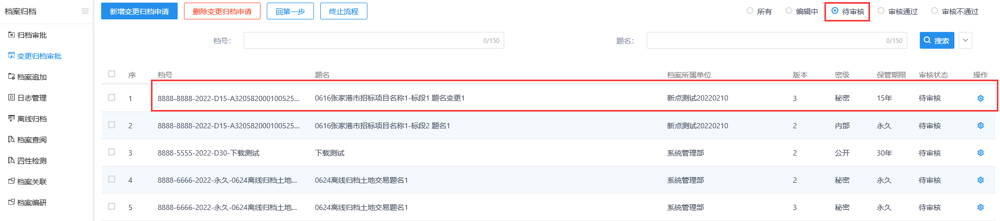 档案归档
归档审批
变更归档审批
档案追加
日志管理
离线归档
档案查阅
四性检测
档案关联
档案编研
新增变更归档申请 删除变更归档申请 回第一步 终止流程 所有 编辑中 待审核 审核通过 审核不通过
档号： 0/150 题名： 0/150 搜索
序 档号 题名 档案所属单位 版本 密级 保管期限 审核状态 操作
1 8888-8888-2022-D15-A320582000100525... 0616张家港市招标项目名称1-标段1 题名变更1 新点测试20220210 3 秘密 15年 待审核
2 8888-8888-2022-D15-A320582000100525... 0616张家港市招标项目名称1-标段2 题名1 新点测试20220210 2 内部 永久 待审核
3 8888-5555-2022-D30-下载测试 下载测试 系统管理部 2 公开 30年 待审核
4 8888-6666-2022-永久-0624离线归档土地... 0624离线归档土地交易题名1 系统管理部 2 秘密 永久 待审核
5 8888-6666-2022-永久-0624离线归档土地... 0624离线归档土地交易题名1 系统管理部 3 秘密 永久 待审核